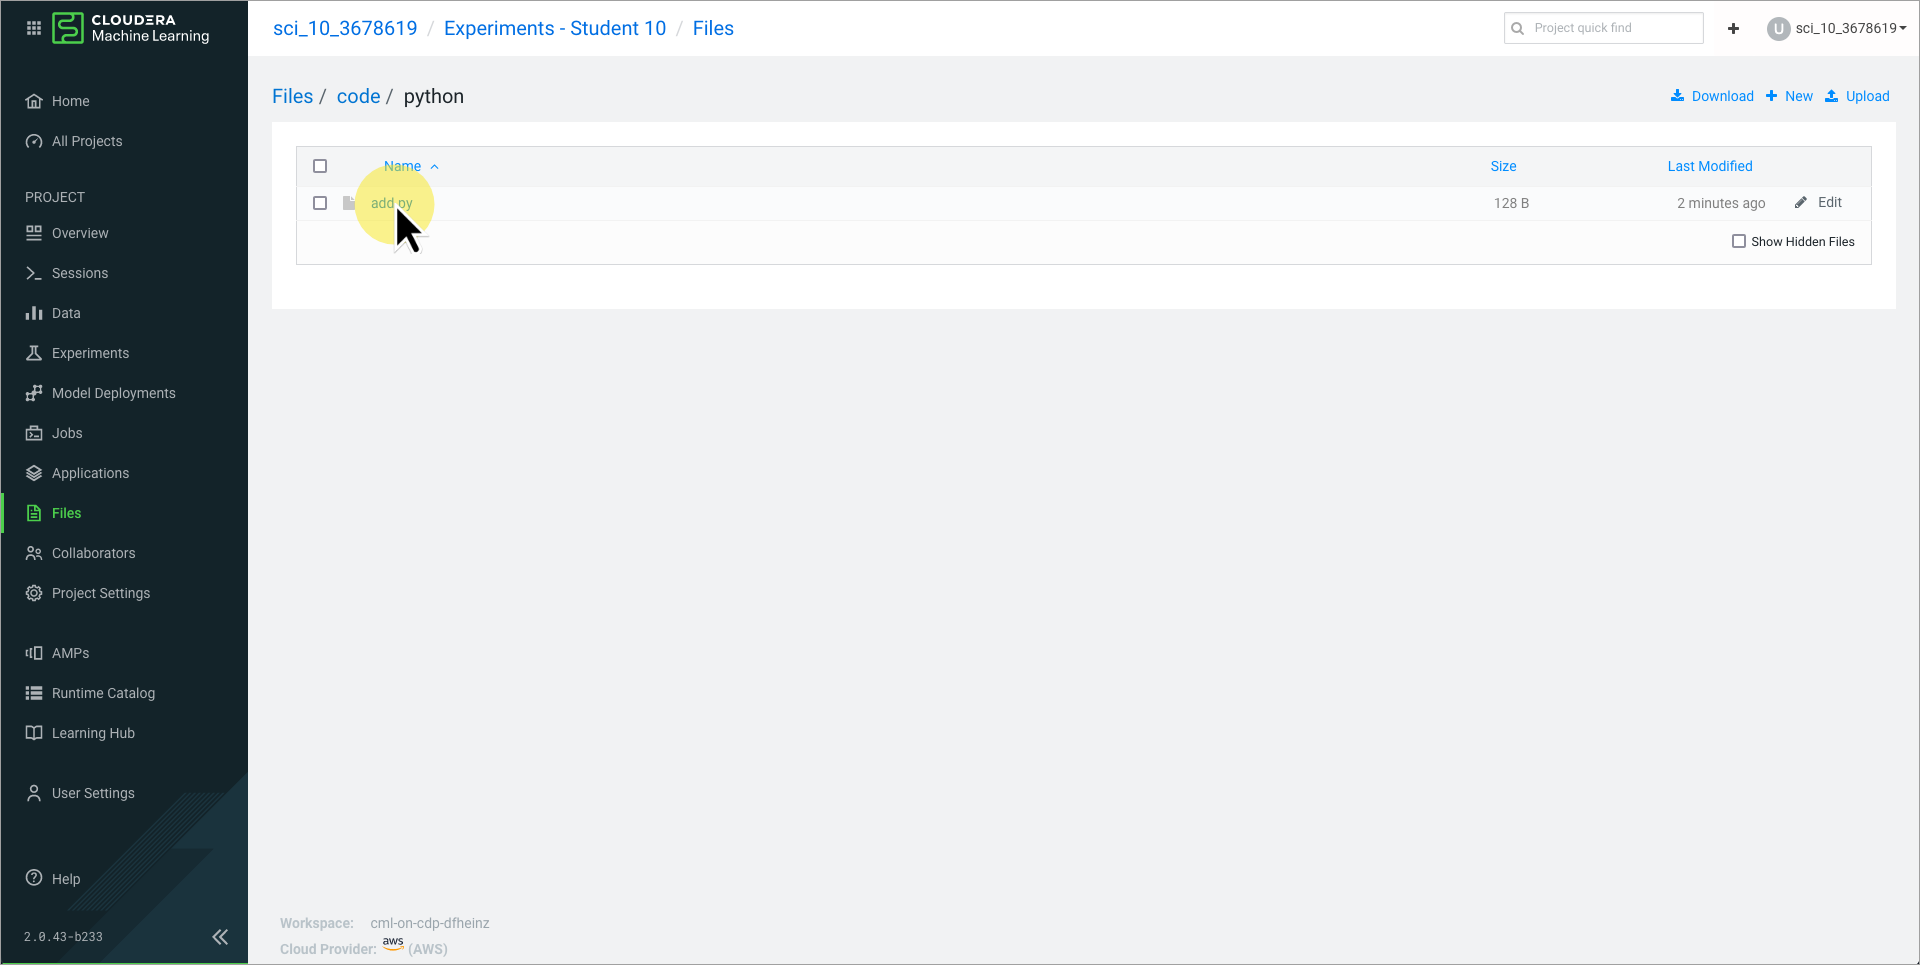 CLOUDERA
Machine Learning
sci_10_3678619 / Experiments - Student 10 / Files
Project quick find
U
sci_10_3678619
Home
All Projects
PROJECT
Overview
Sessions
Data
Experiments
Model Deployments
Jobs
Applications
Files
Collaborators
Project Settings
AMPs
Runtime Catalog
Learning Hub
User Settings
Help
2.0.43-b233
Files / code / python
Download
New
Upload
Name
Size
Last Modified
add.py
128 B
2 minutes ago
Edit
Show Hidden Files
Workspace: cml-on-cdp-dfheinz
Cloud Provider: aws (AWS)